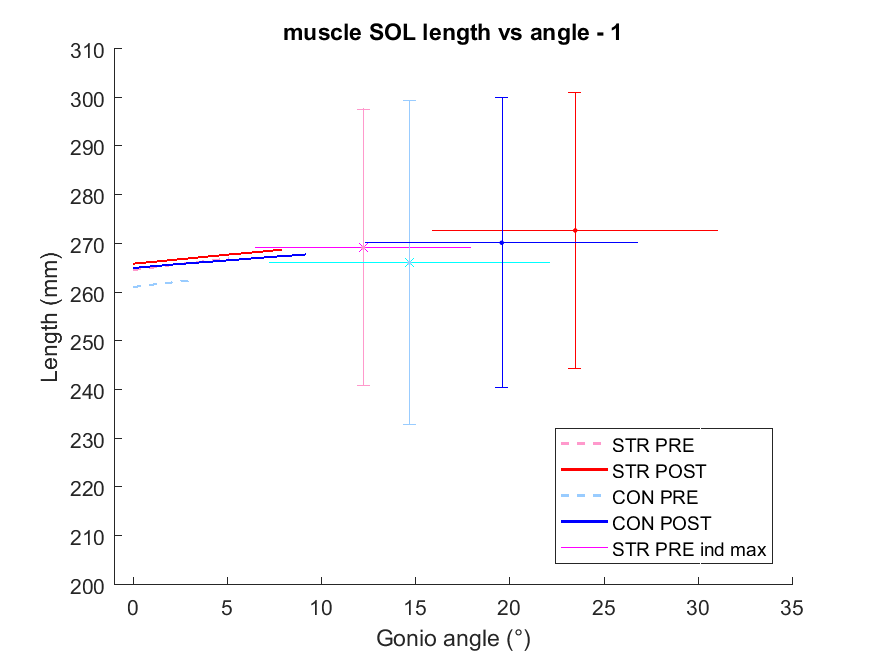 muscle SOL length vs angle - 1
310
300
290
280
270
260
250
240
230
220
210
200
Length (mm)
0 5 10 15 20 25 30 35
Gonio angle (°)
STR PRE
STR POST
CON PRE
CON POST
STR PRE ind max